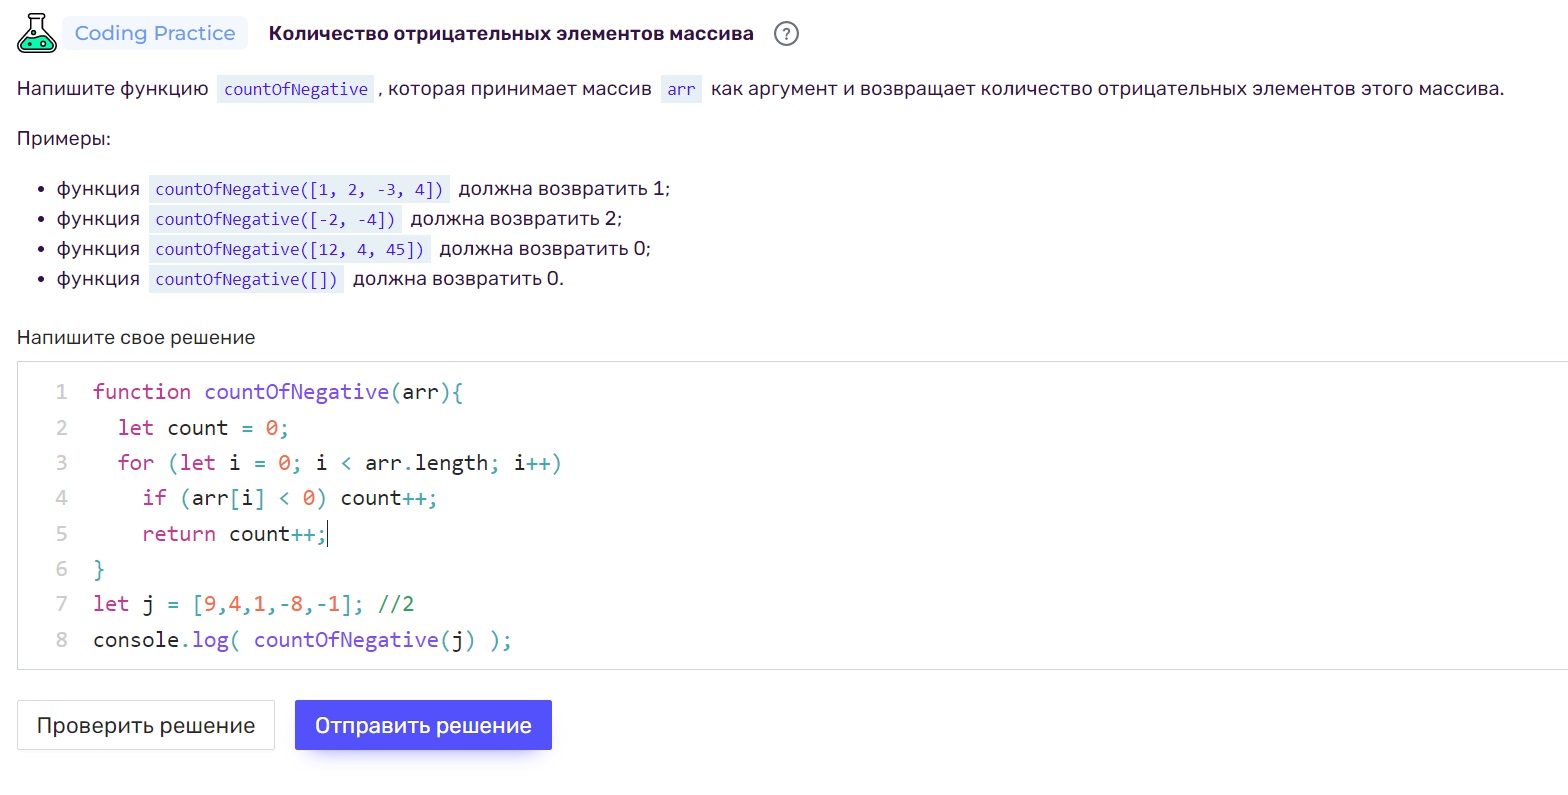 Coding Practice Количество отрицательных элементов массива ?
Напишите функцию countOfNegative , которая принимает массив arr как аргумент и возвращает количество отрицательных элементов этого массива.
Примеры:
• функция countOfNegative([1, 2, -3, 4]) должна возвратить 1;
• функция countOfNegative([-2, -4]) должна возвратить 2;
• функция countOfNegative([12, 4, 45]) должна возвратить 0;
• функция countOfNegative([]) должна возвратить 0.
Напишите свое решение
1 function countOfNegative(arr){
2   let count = 0;
3   for (let i = 0; i < arr.length; i++)
4     if (arr[i] < 0) count++;
5     return count++;
6 }
7 let j = [9,4,1,-8,-1]; //2
8 console.log( countOfNegative(j) );
Проверить решение Отправить решение